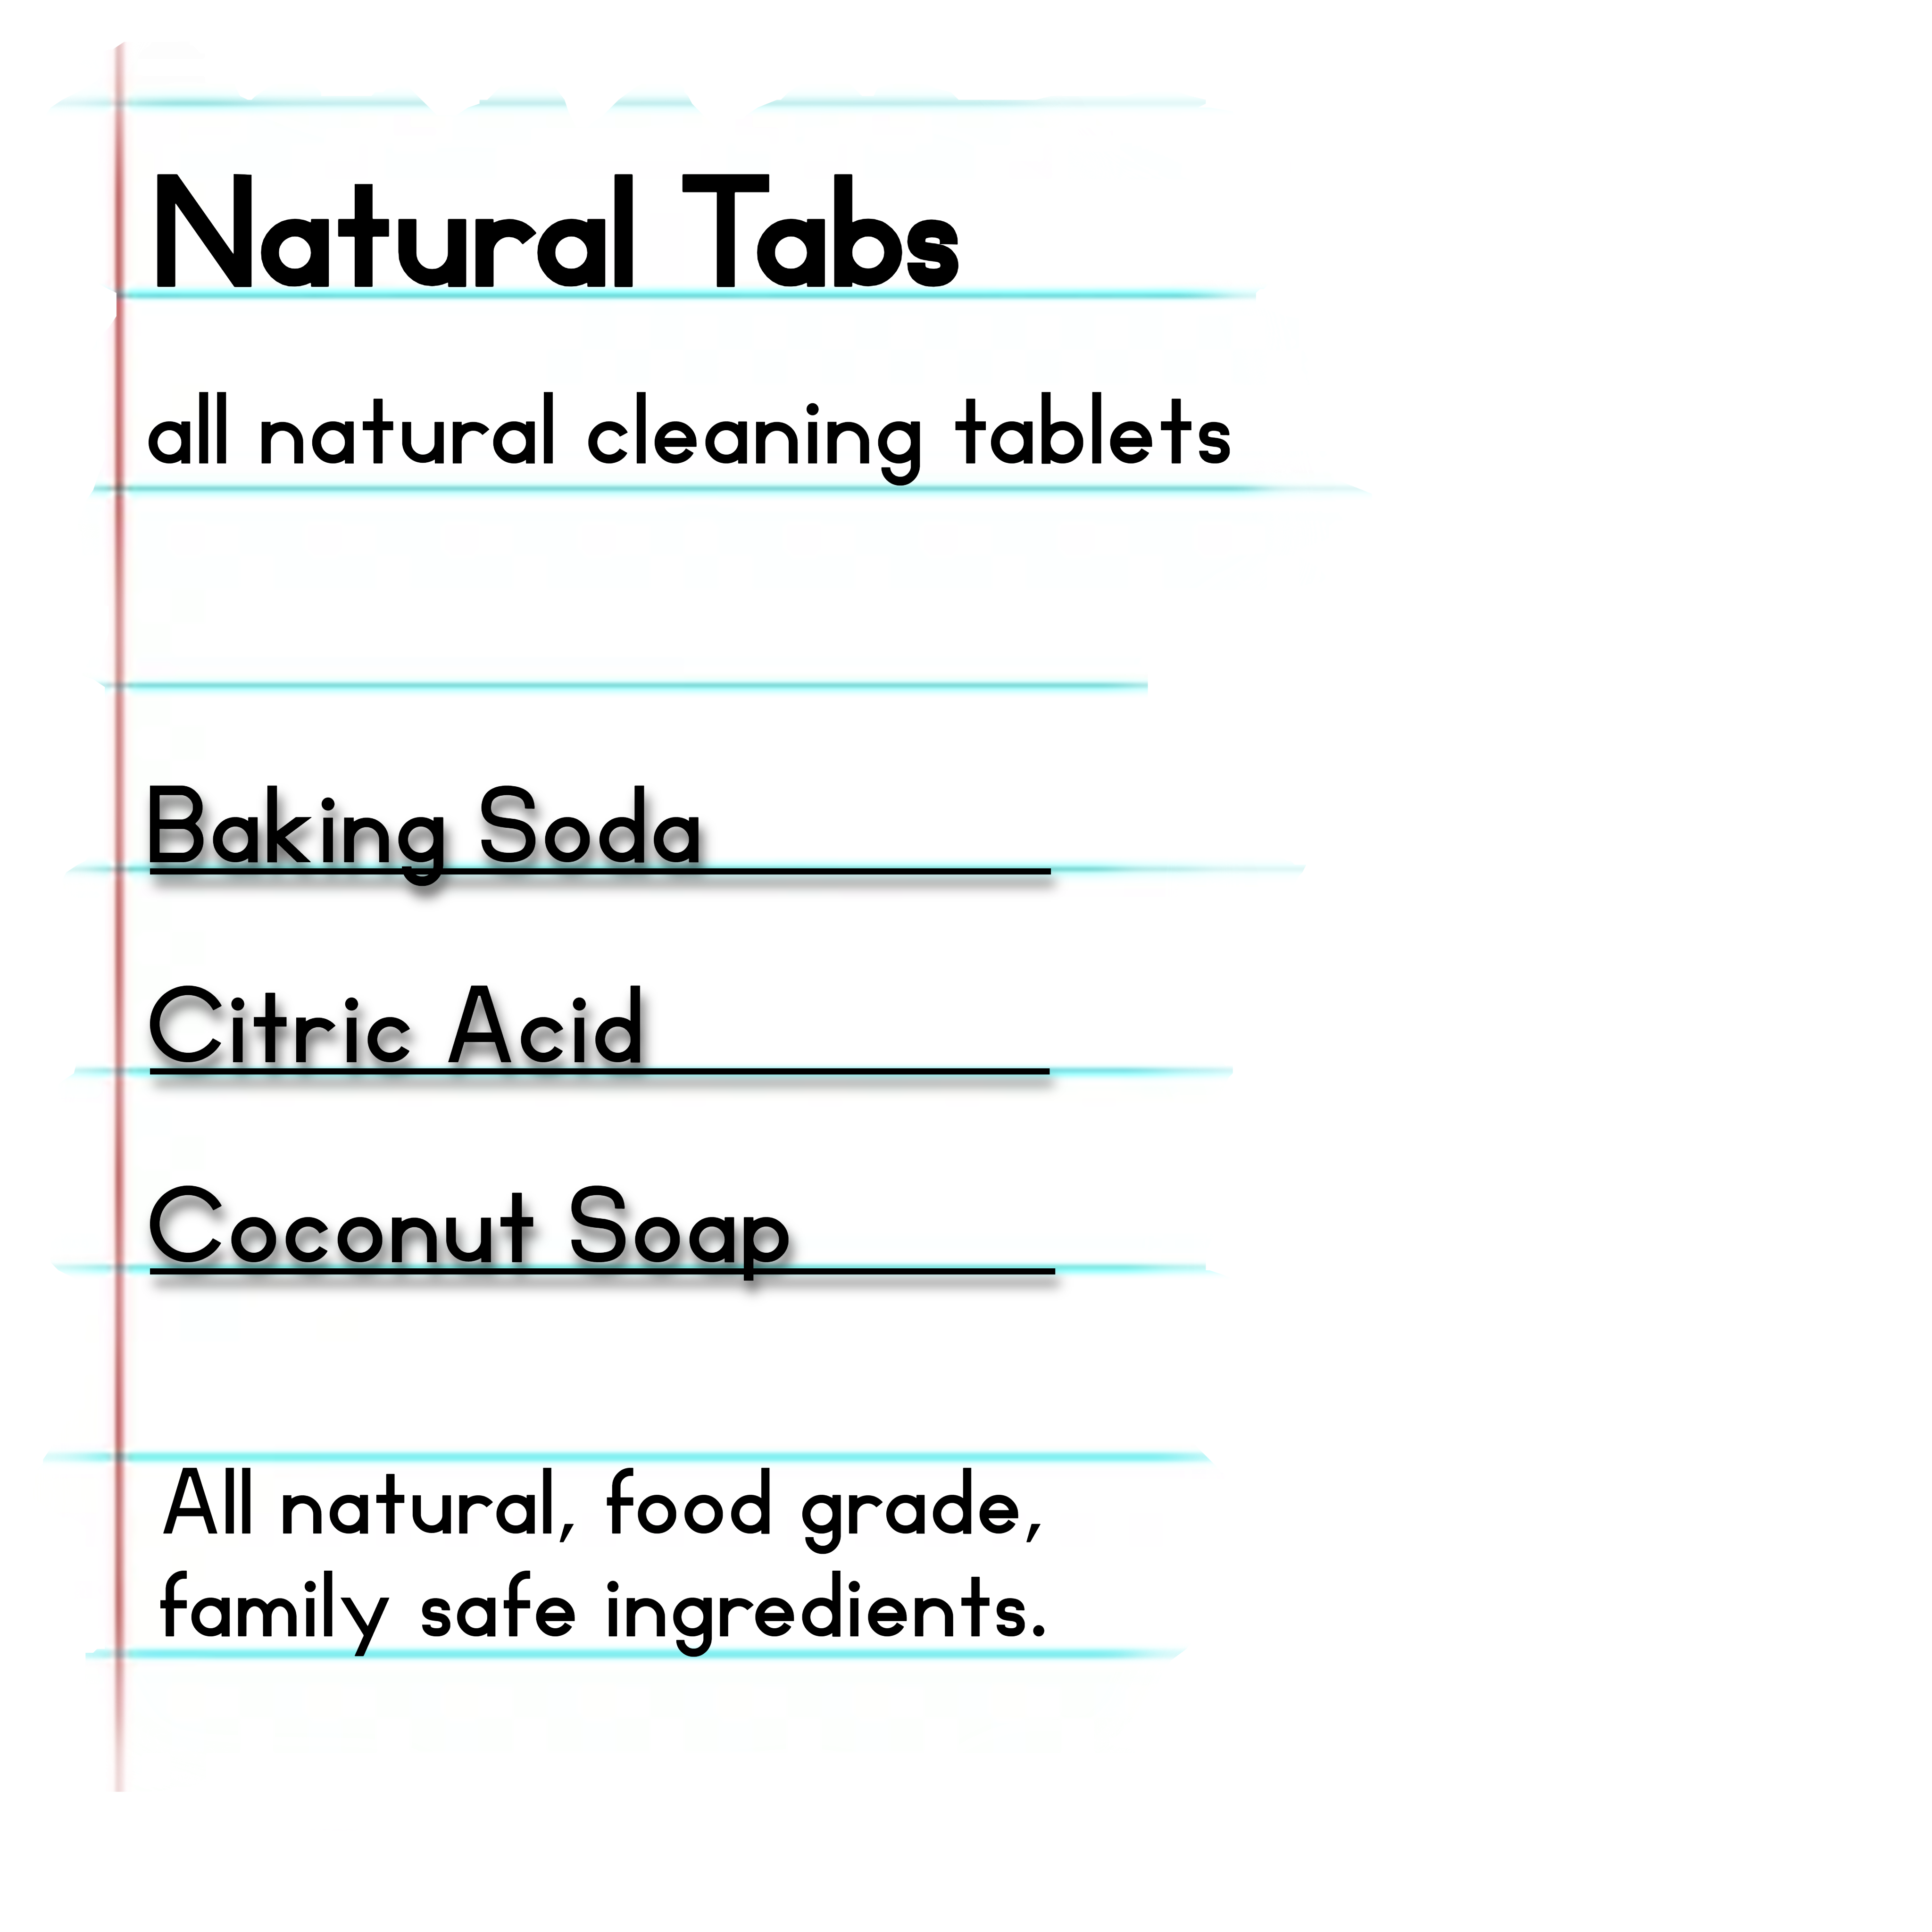 Natural Tabs
all natural cleaning tablets
Baking Soda
Citric Acid
Coconut Soap
All natural, food grade,
family safe ingredients.